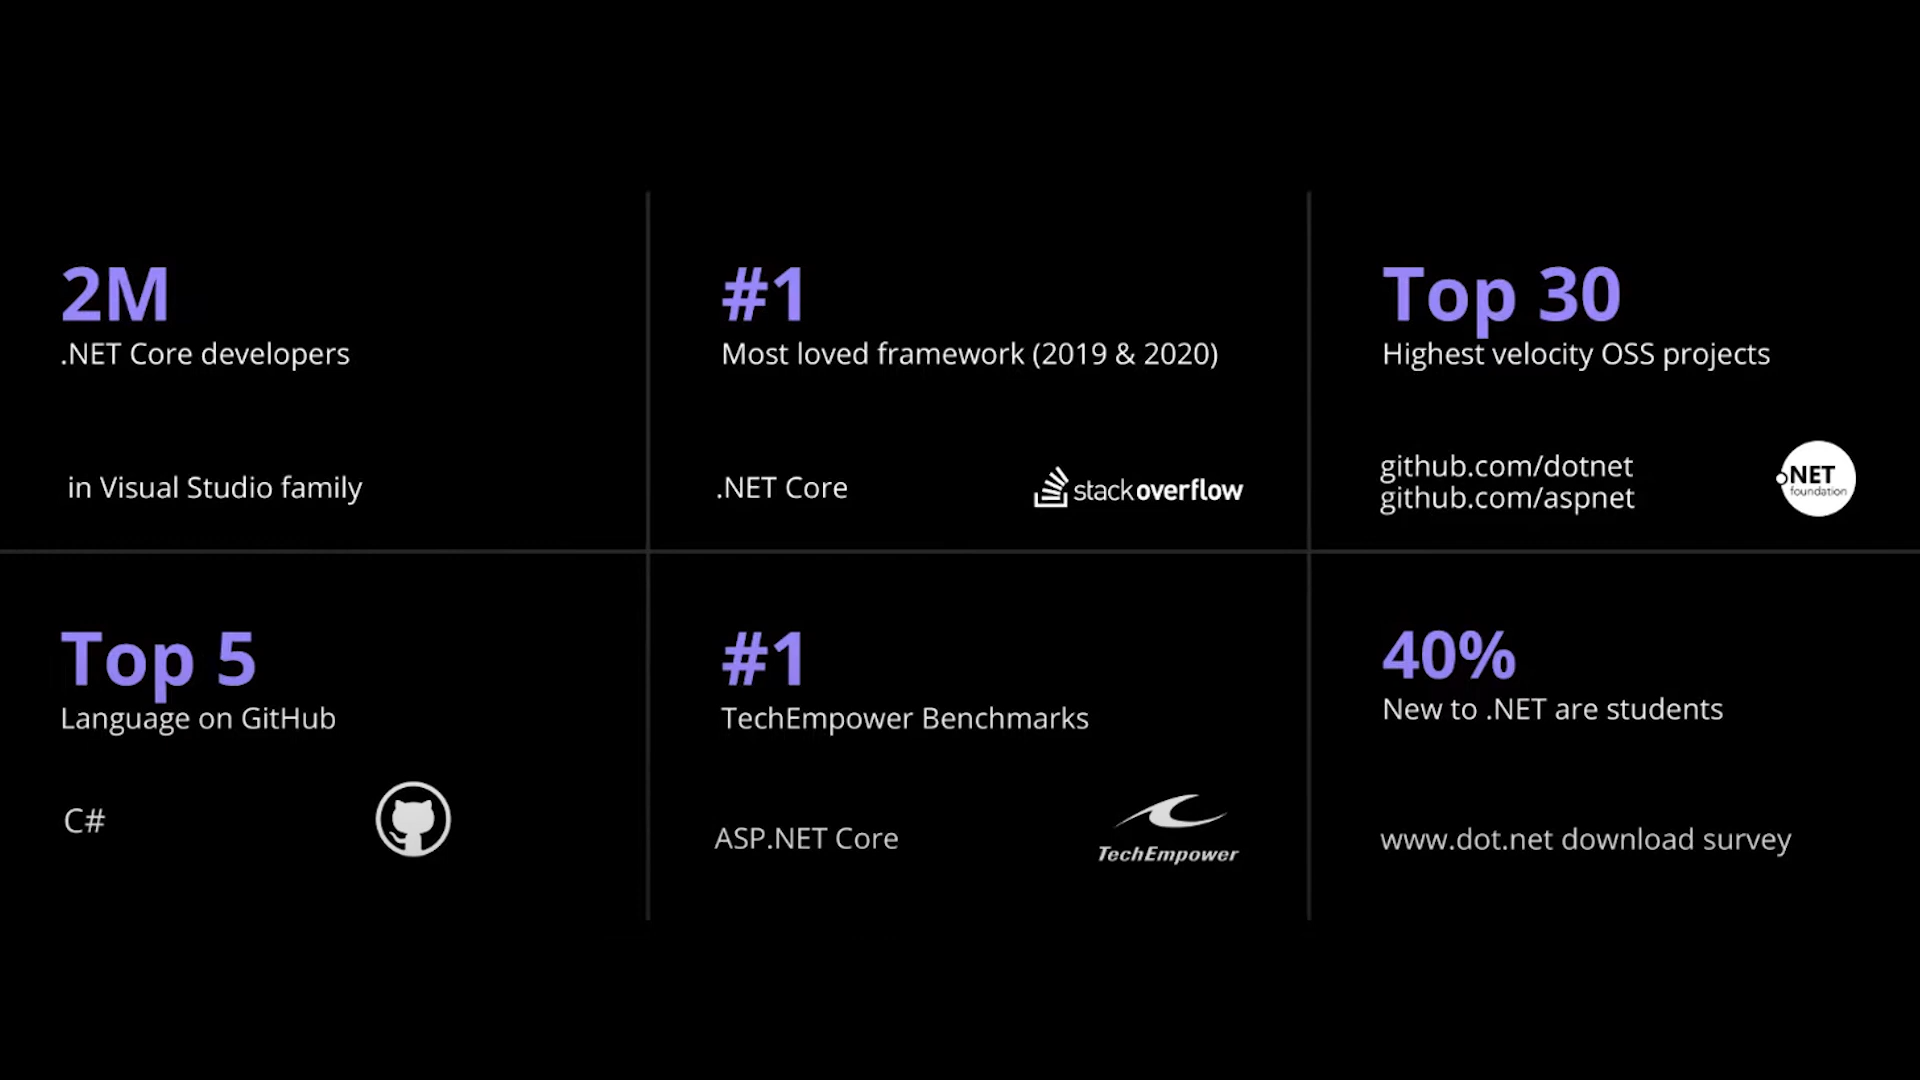 2M
.NET Core developers
in Visual Studio family
#1
Most loved framework (2019 & 2020)
.NET Core
stackoverflow
Top 30
Highest velocity OSS projects
github.com/dotnet
github.com/aspnet
.NET
foundation
Top 5
Language on GitHub
C#
#1
TechEmpower Benchmarks
ASP.NET Core
TechEmpower
40%
New to .NET are students
www.dot.net download survey